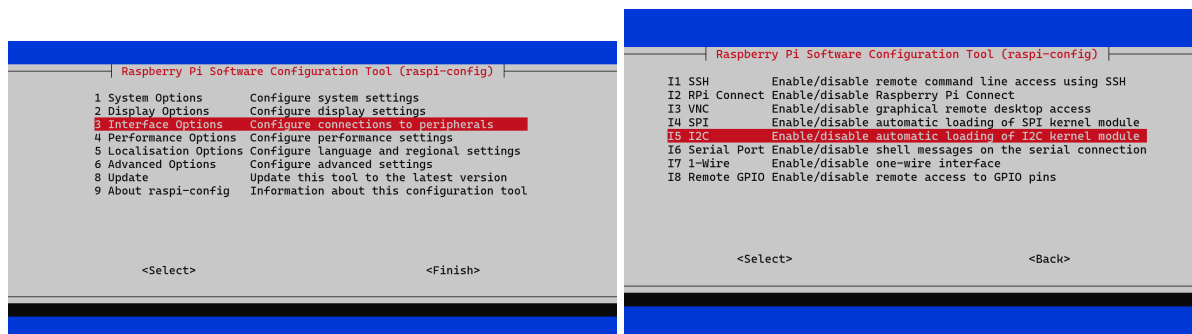 Raspberry Pi Software Configuration Tool (raspi-config)
1 System Options Configure system settings
2 Display Options Configure display settings
3 Interface Options Configure connections to peripherals
4 Performance Options Configure performance settings
5 Localisation Options Configure language and regional settings
6 Advanced Options Configure advanced settings
8 Update Update this tool to the latest version
9 About raspi-config Information about this configuration tool
<Select> <Finish>
Raspberry Pi Software Configuration Tool (raspi-config)
I1 SSH Enable/disable remote command line access using SSH
I2 RPi Connect Enable/disable Raspberry Pi Connect
I3 VNC Enable/disable graphical remote desktop access
I4 SPI Enable/disable automatic loading of SPI kernel module
I5 I2C Enable/disable automatic loading of I2C kernel module
I6 Serial Port Enable/disable shell messages on the serial connection
I7 1-Wire Enable/disable one-wire interface
I8 Remote GPIO Enable/disable remote access to GPIO pins
<Select> <Back>